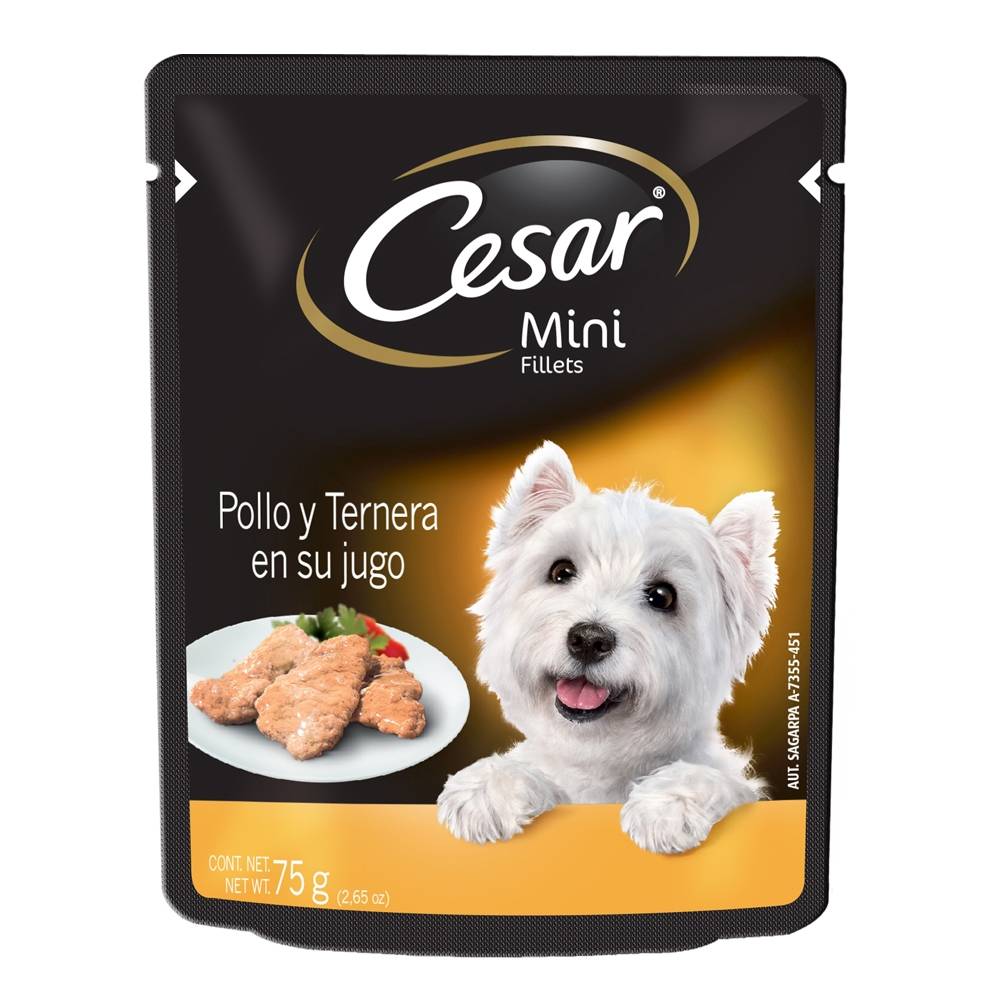 Cesar®
Mini
Fillets
Pollo y Ternera
en su jugo
AUT. SAGARPA A-7355-451
CONT. NET.
NET WT. 75 g (2,65 oz)